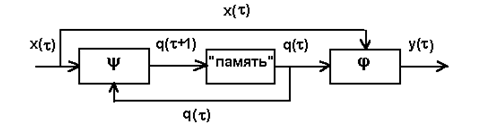 x(τ)
x(τ) q(τ+1) q(τ) y(τ)
ψ "память" φ
q(τ)